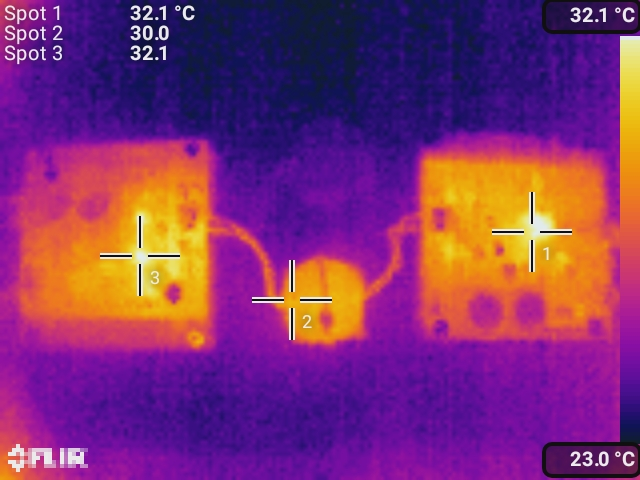 Spot 1 32.1 °C
Spot 2 30.0
Spot 3 32.1
32.1 °C
1
3
2
FLIR
23.0 °C